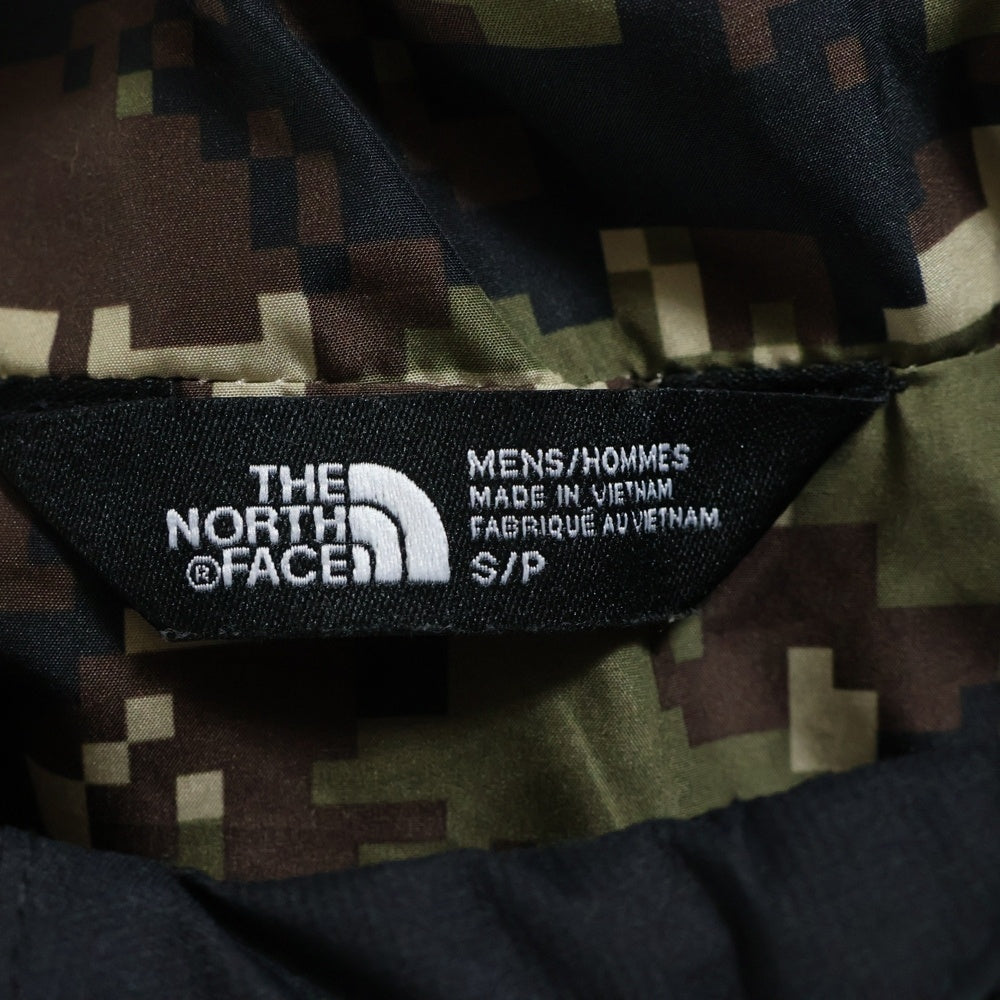 THE
NORTH
®FACE
MENS/HOMMES
MADE IN VIETNAM
FABRIQUÉ AU VIETNAM
S/P